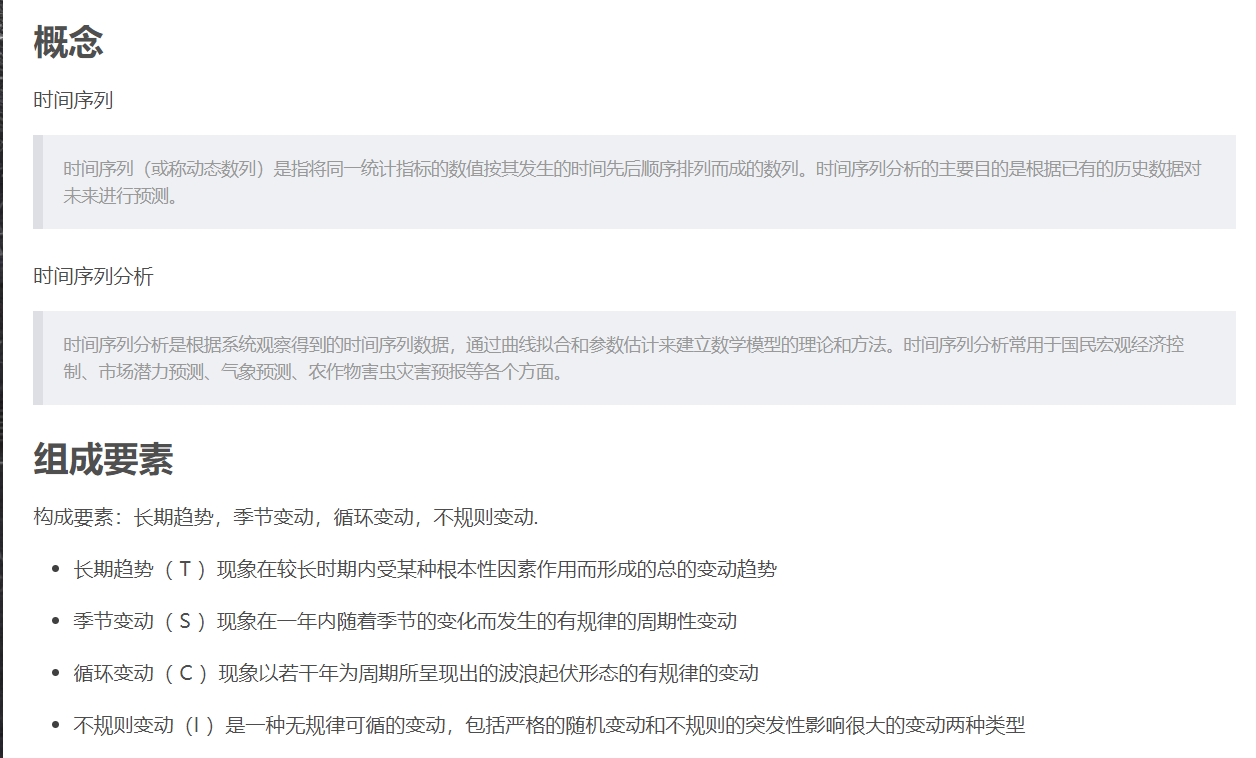 概念
时间序列
时间序列（或称动态数列）是指将同一统计指标的数值按其发生的时间先后顺序排列而成的数列。时间序列分析的主要目的是根据已有的历史数据对
未来进行预测。
时间序列分析
时间序列分析是根据系统观察得到的时间序列数据，通过曲线拟合和参数估计来建立数学模型的理论和方法。时间序列分析常用于国民宏观经济控
制、市场潜力预测、气象预测、农作物害虫灾害预报等各个方面。
组成要素
构成要素：长期趋势，季节变动，循环变动，不规则变动.
• 长期趋势（ T ）现象在较长时期内受某种根本性因素作用而形成的总的变动趋势
• 季节变动（ S ）现象在一年内随着季节的变化而发生的有规律的周期性变动
• 循环变动（ C ）现象以若干年为周期所呈现出的波浪起伏形态的有规律的变动
• 不规则变动（I ）是一种无规律可循的变动，包括严格的随机变动和不规则的突发性影响很大的变动两种类型